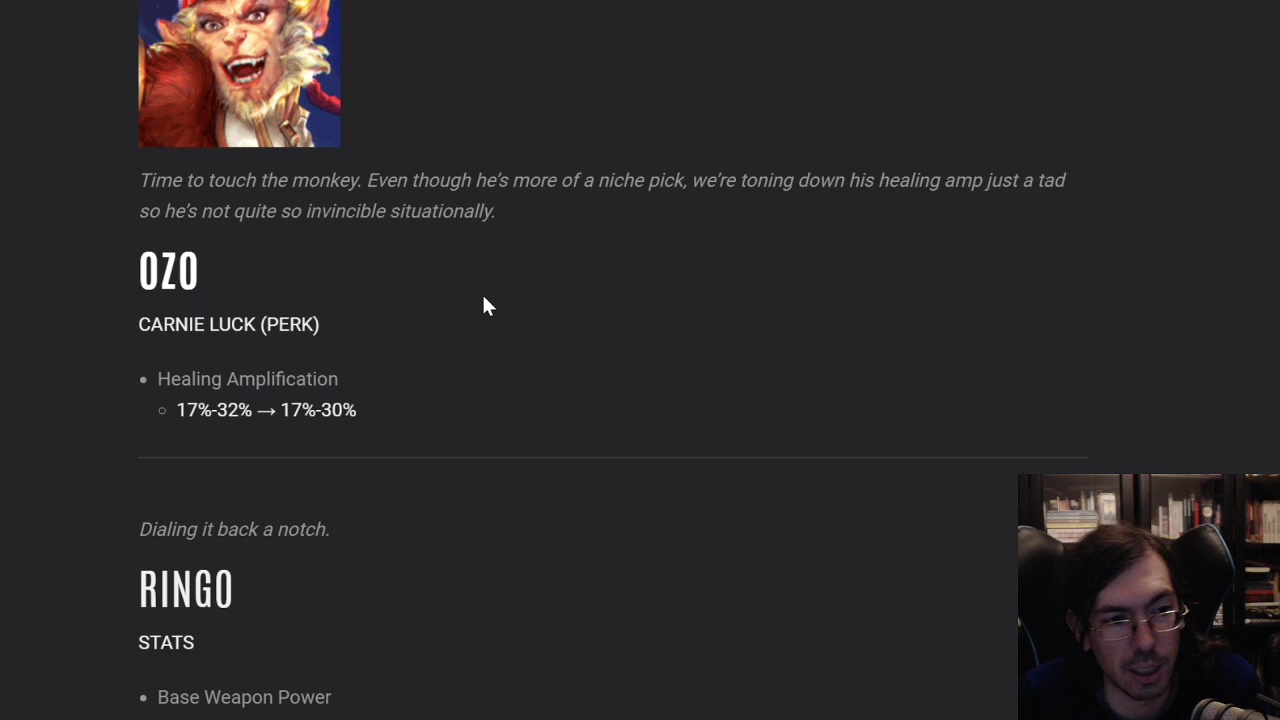 Time to touch the monkey. Even though he’s more of a niche pick, we’re toning down his healing amp just a tad
so he’s not quite so invincible situationally.
OZO
CARNIE LUCK (PERK)
Healing Amplification
17%-32% → 17%-30%
Dialing it back a notch.
RINGO
STATS
Base Weapon Power